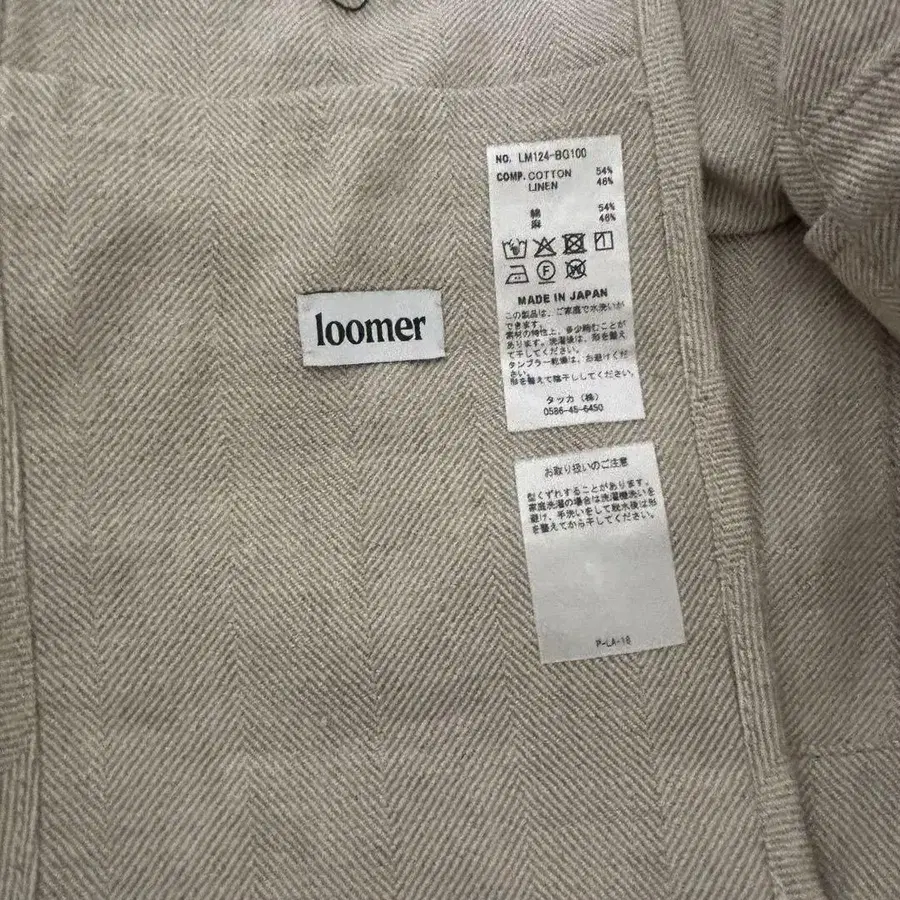 loomer
NO. LM124-BG100
COMP. COTTON 54%
LINEN 46%
綿 54%
麻 46%
F
W
MADE IN JAPAN
この製品は、ご家庭で水洗いが
できます。
素材の特性上、多少縮むことが
あります。洗濯後は、形を整え
て干してください。
タンブラー乾燥は、お避けくださ
い。
形を整えて陰干ししてください。
タッカ（株）
0586-45-6450
お取り扱いのご注意
型くずれすることがあります。
家庭洗濯の場合は洗濯機洗いを
避け、手洗いをして脱水後は形
を整えてから干してください。
P-LA-18